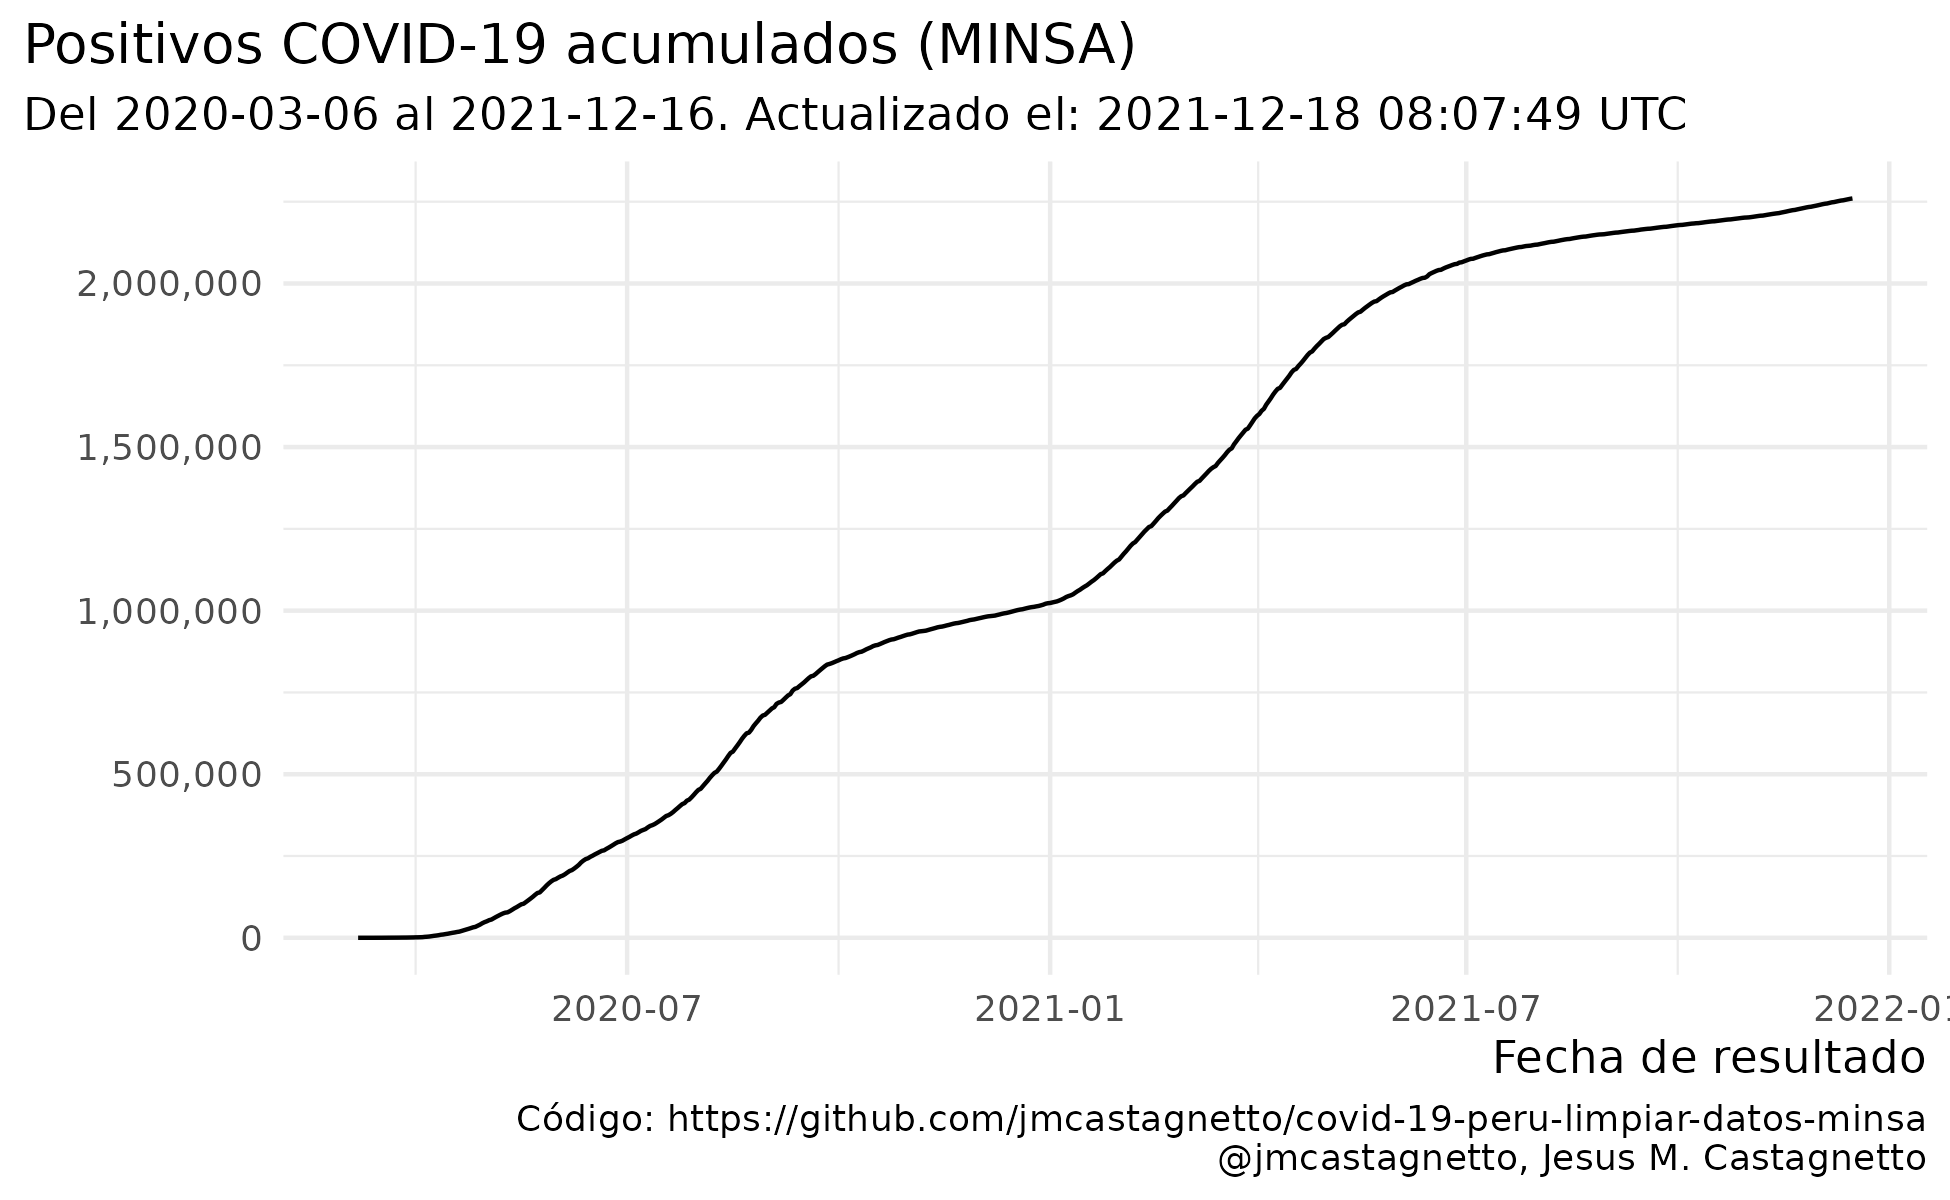 Positivos COVID-19 acumulados (MINSA)
Del 2020-03-06 al 2021-12-16. Actualizado el: 2021-12-18 08:07:49 UTC
2,000,000
1,500,000
1,000,000
500,000
0
2020-07 2021-01 2021-07 2022-01
Fecha de resultado
Código: https://github.com/jmcastagnetto/covid-19-peru-limpiar-datos-minsa
@jmcastagnetto, Jesus M. Castagnetto